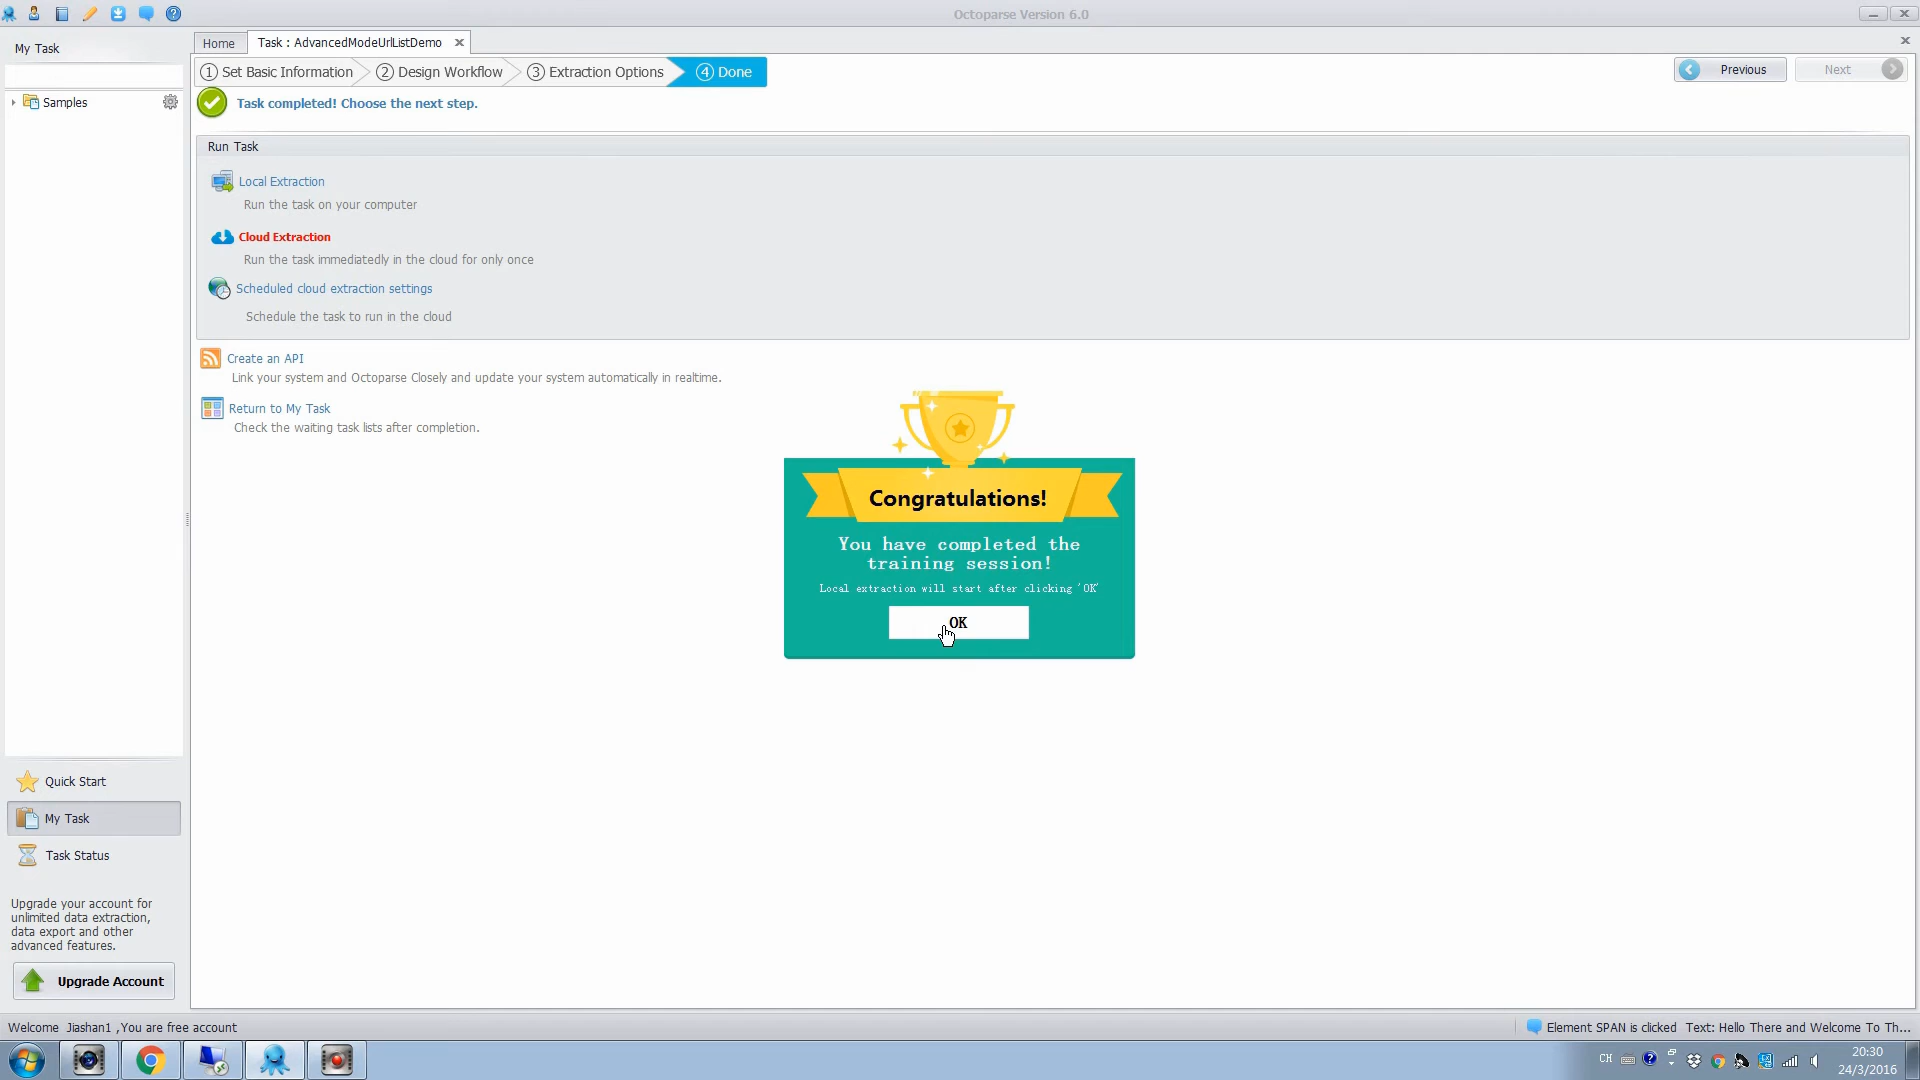 Octoparse Version 6.0
My Task
Home
Task : AdvancedModeUrlListDemo
1 Set Basic Information
2 Design Workflow
3 Extraction Options
4 Done
Previous
Next
Samples
Task completed! Choose the next step.
Run Task
Local Extraction
Run the task on your computer
Cloud Extraction
Run the task immediatedly in the cloud for only once
Scheduled cloud extraction settings
Schedule the task to run in the cloud
Create an API
Link your system and Octoparse Closely and update your system automatically in realtime.
Return to My Task
Check the waiting task lists after completion.
Congratulations!
You have completed the
training session!
Local extraction will start after clicking 'OK'
OK
Quick Start
My Task
Task Status
Upgrade your account for
unlimited data extraction,
data export and other
advanced features.
Upgrade Account
Welcome Jiashan1 ,You are free account
Element SPAN is clicked Text: Hello There and Welcome To Th...
CH
20:30
24/3/2016